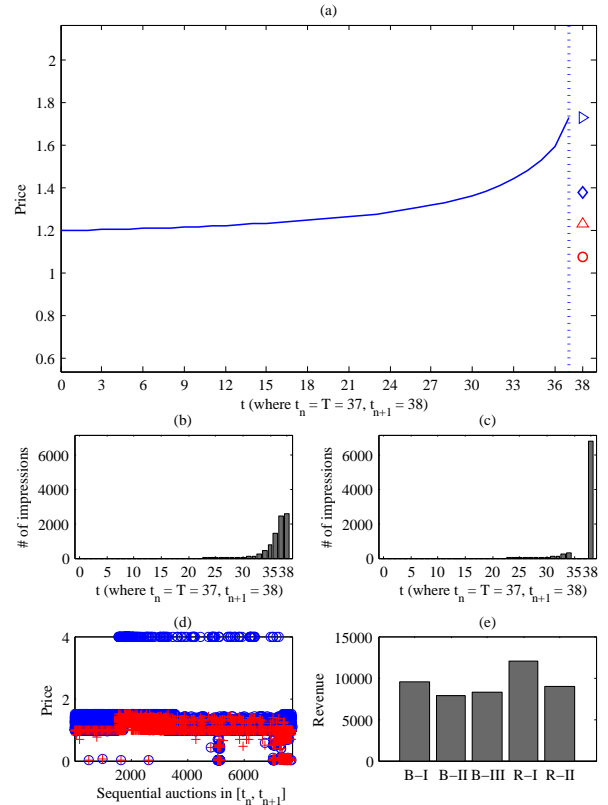 (a)
2
1.8
1.6
1.4
1.2
1
0.8
0.6
Price
0 3 6 9 12 15 18 21 24 27 30 33 36 38
t (where t_n = T = 37, t_{n+1} = 38)
(b)
6000
4000
2000
0
# of impressions
0 5 10 15 20 25 30 35 38
t (where t_n = T = 37, t_{n+1} = 38)
(c)
6000
4000
2000
0
# of impressions
0 5 10 15 20 25 30 35 38
t (where t_n = T = 37, t_{n+1} = 38)
(d)
4
2
0
Price
2000 4000 6000
Sequential auctions in [t_n, t_{n+1}]
(e)
15000
10000
5000
0
Revenue
B-I B-II B-III R-I R-II